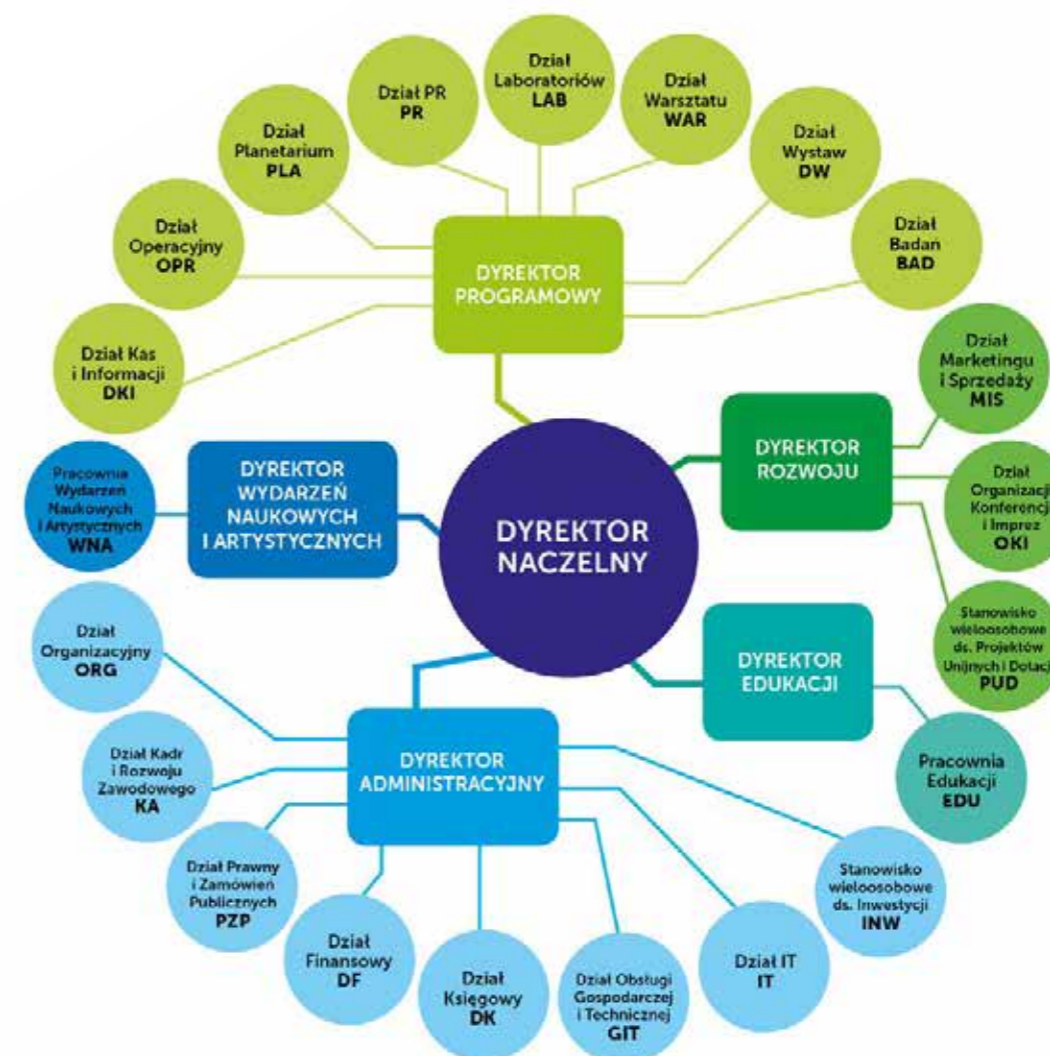 Dział
Laboratoriów
LAB
Dział PR
PR
Dział
Warsztatu
WAR
Dział
Planetarium
PLA
Dział
Wystaw
DW
Dział
Operacyjny
OPR
Dział
Badań
BAD
DYREKTOR
PROGRAMOWY
Dział Kas
i Informacji
DKI
Dział
Marketingu
i Sprzedaży
MIS
Pracownia
Wydarzeń
Naukowych
i Artystycznych
WNA
DYREKTOR
WYDARZEŃ
NAUKOWYCH
I ARTYSTYCZNYCH
DYREKTOR
NACZELNY
DYREKTOR
ROZWOJU
Dział
Organizacji
Konferencji
i Imprez
OKI
Dział
Organizacyjny
ORG
DYREKTOR
EDUKACJI
Stanowisko
wieloosobowe
ds. Projektów
Unijnych i Dotacji
PUD
Dział Kadr
i Rozwoju
Zawodowego
KA
DYREKTOR
ADMINISTRACYJNY
Pracownia
Edukacji
EDU
Dział Prawny
i Zamówień
Publicznych
PZP
Stanowisko
wieloosobowe
ds. Inwestycji
INW
Dział
Finansowy
DF
Dział
Księgowy
DK
Dział Obsługi
Gospodarczej
i Technicznej
GIT
Dział IT
IT